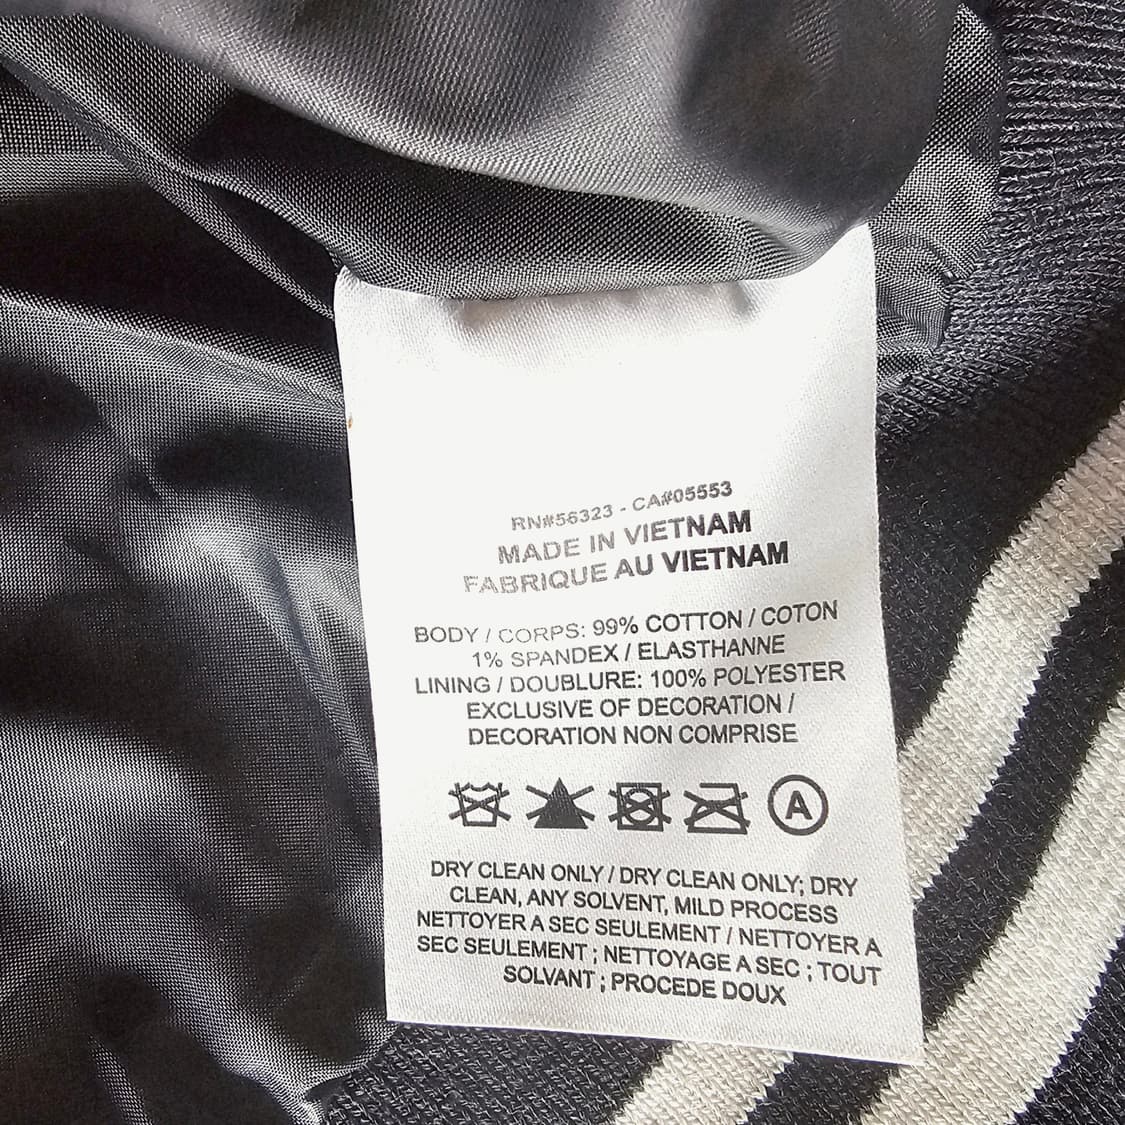 RN#56323 - CA#05553
MADE IN VIETNAM
FABRIQUE AU VIETNAM
BODY / CORPS: 99% COTTON / COTON
1% SPANDEX / ELASTHANNE
LINING / DOUBLURE: 100% POLYESTER
EXCLUSIVE OF DECORATION /
DECORATION NON COMPRISE
A
DRY CLEAN ONLY / DRY CLEAN ONLY; DRY
CLEAN, ANY SOLVENT, MILD PROCESS
NETTOYER A SEC SEULEMENT / NETTOYER A
SEC SEULEMENT ; NETTOYAGE A SEC ; TOUT
SOLVANT ; PROCEDE DOUX